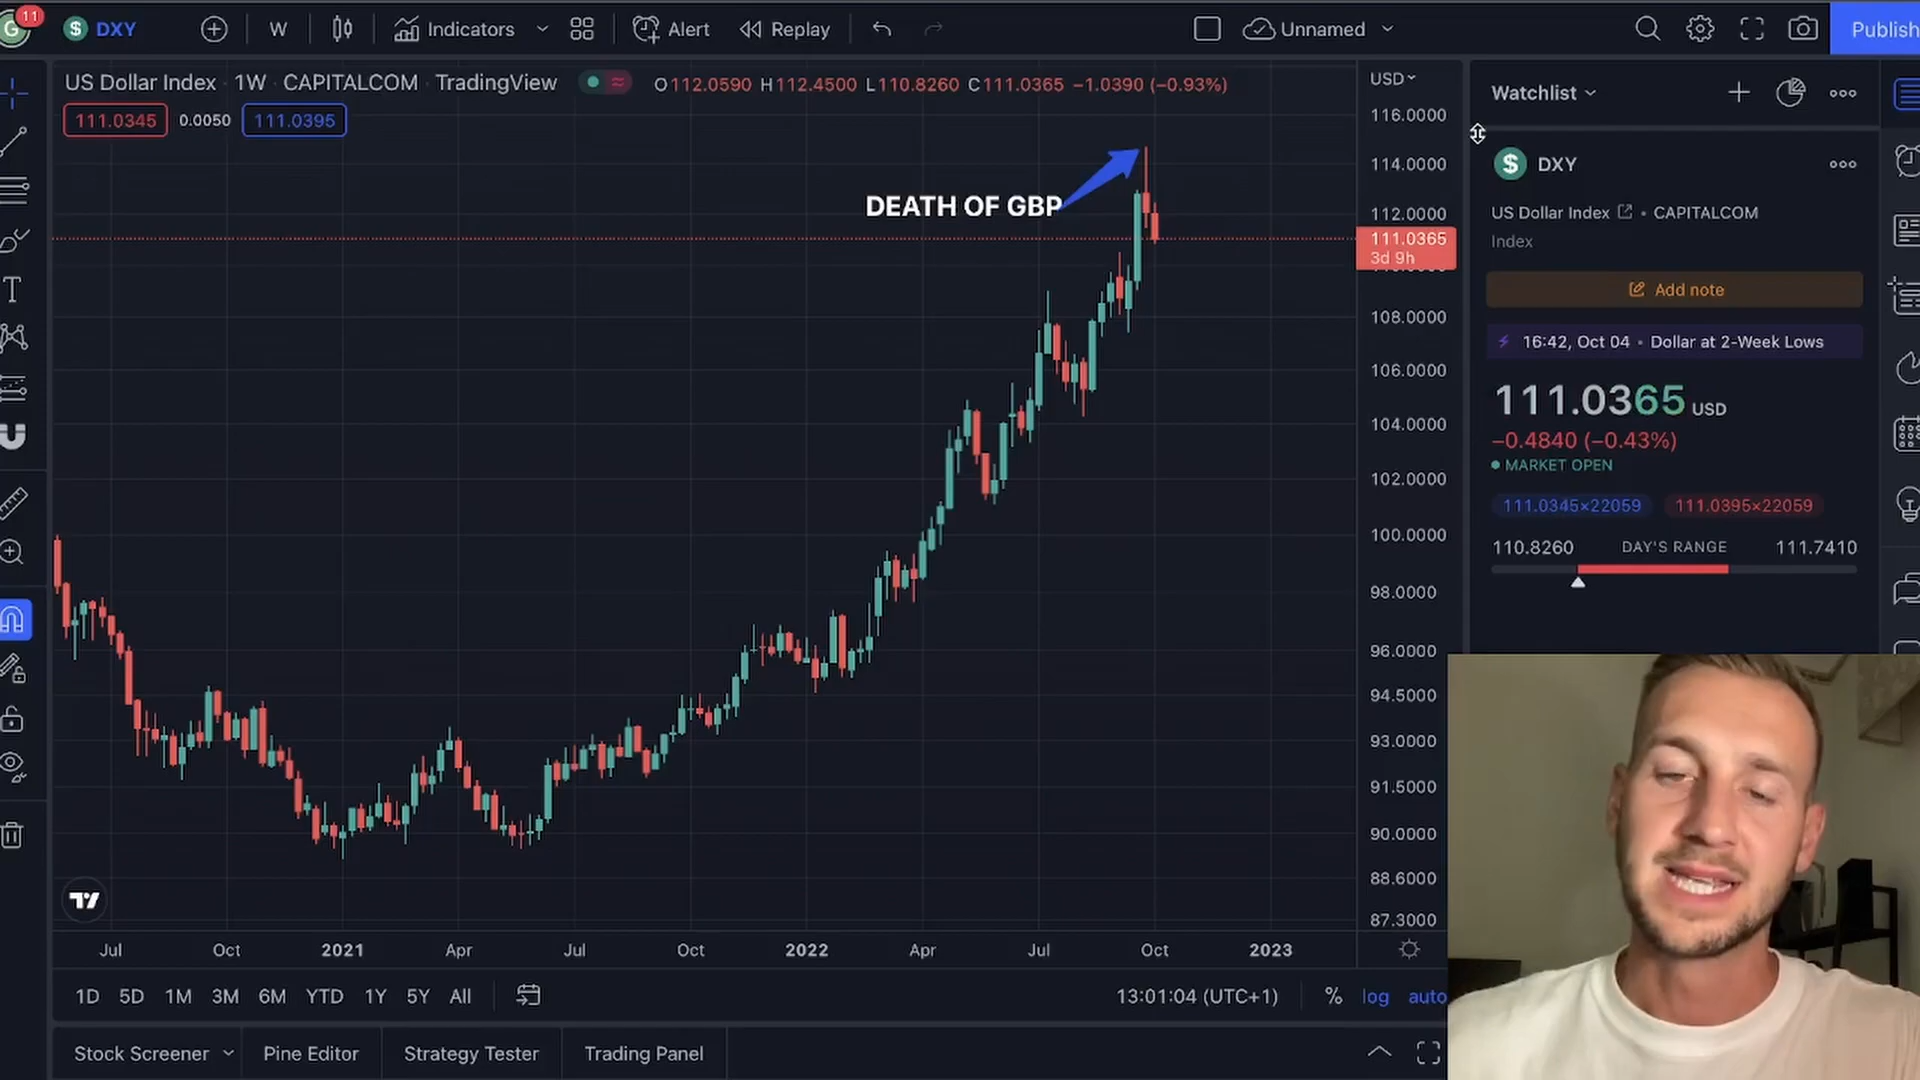 11
G
$ DXY
W
Indicators
Alert
Replay
Unnamed
Publish
US Dollar Index · 1W · CAPITALCOM · TradingView
O112.0590 H112.4500 L110.8260 C111.0365 −1.0390 (−0.93%)
111.0345 0.0050 111.0395
DEATH OF GBP
USD
116.0000
114.0000
112.0000
111.0365
3d 9h
108.0000
106.0000
104.0000
102.0000
100.0000
98.0000
96.0000
94.5000
93.0000
91.5000
90.0000
88.6000
87.3000
Jul Oct 2021 Apr Jul Oct 2022 Apr Jul Oct 2023
1D 5D 1M 3M 6M YTD 1Y 5Y All
13:01:04 (UTC+1) % log auto
Stock Screener Pine Editor Strategy Tester Trading Panel
Watchlist
$ DXY
US Dollar Index • CAPITALCOM
Index
Add note
16:42, Oct 04 • Dollar at 2-Week Lows
111.0365 USD
−0.4840 (−0.43%)
MARKET OPEN
111.0345×22059 111.0395×22059
110.8260 DAY'S RANGE 111.7410